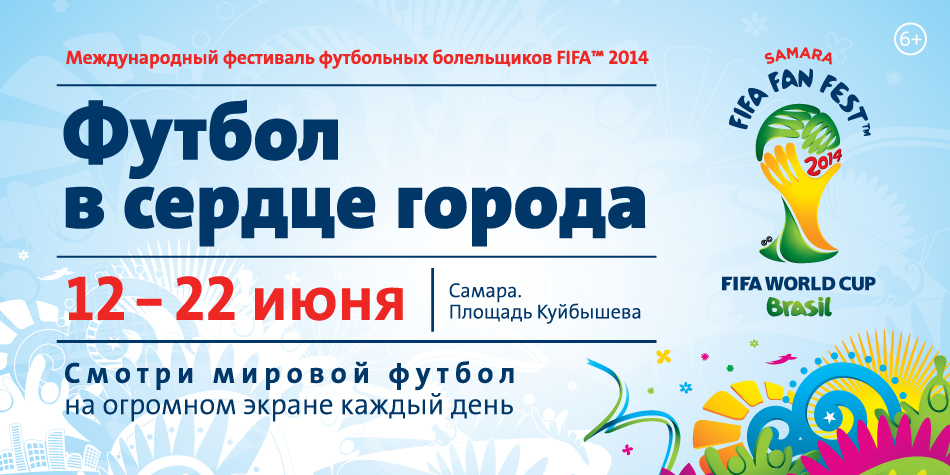 6+
Международный фестиваль футбольных болельщиков FIFA™ 2014
Футбол
в сердце города
12 – 22 июня
Самара.
Площадь Куйбышева
Смотри мировой футбол
на огромном экране каждый день
SAMARA
FIFA FAN FEST™
2014
FIFA WORLD CUP
Brasil